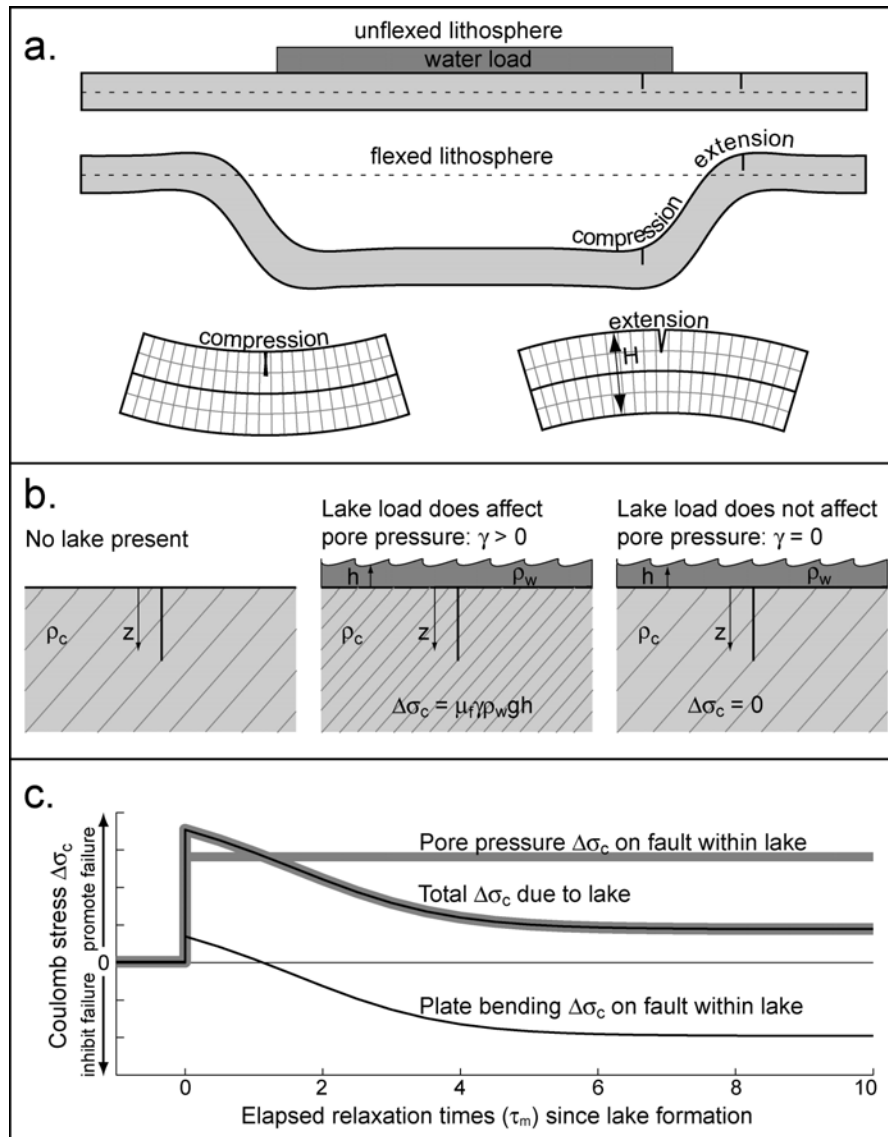 a.
unflexed lithosphere
water load
flexed lithosphere
extension
compression
compression
extension
H
b.
No lake present
Lake load does affect
pore pressure: γ > 0
Lake load does not affect
pore pressure: γ = 0
h
ρw
h
ρw
ρc
z
ρc
z
ρc
z
Δσc = μfγρwgh
Δσc = 0
c.
Coulomb stress Δσc
promote failure
0
inhibit failure
Pore pressure Δσc on fault within lake
Total Δσc due to lake
Plate bending Δσc on fault within lake
0 2 4 6 8 10
Elapsed relaxation times (τm) since lake formation